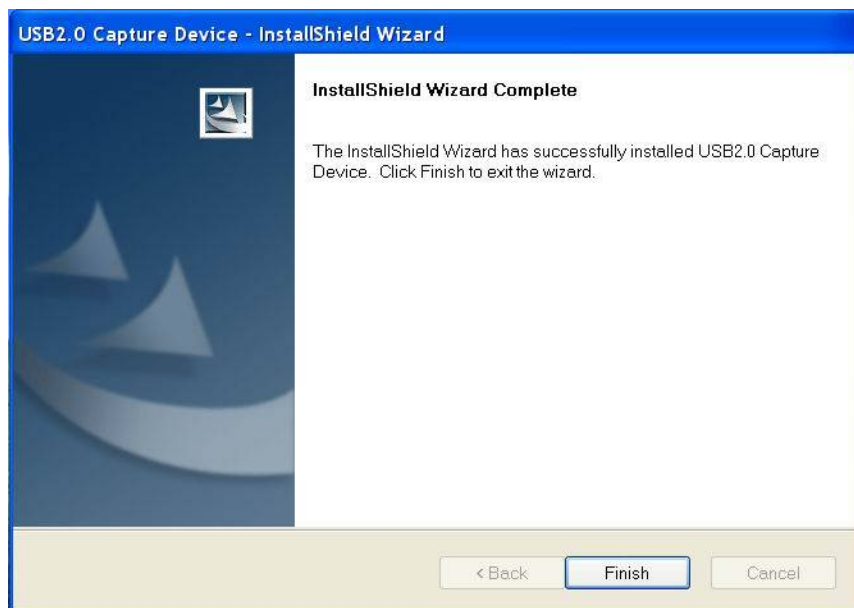 USB2.0 Capture Device - InstallShield Wizard
InstallShield Wizard Complete
The InstallShield Wizard has successfully installed USB2.0 Capture
Device. Click Finish to exit the wizard.
< Back Finish Cancel